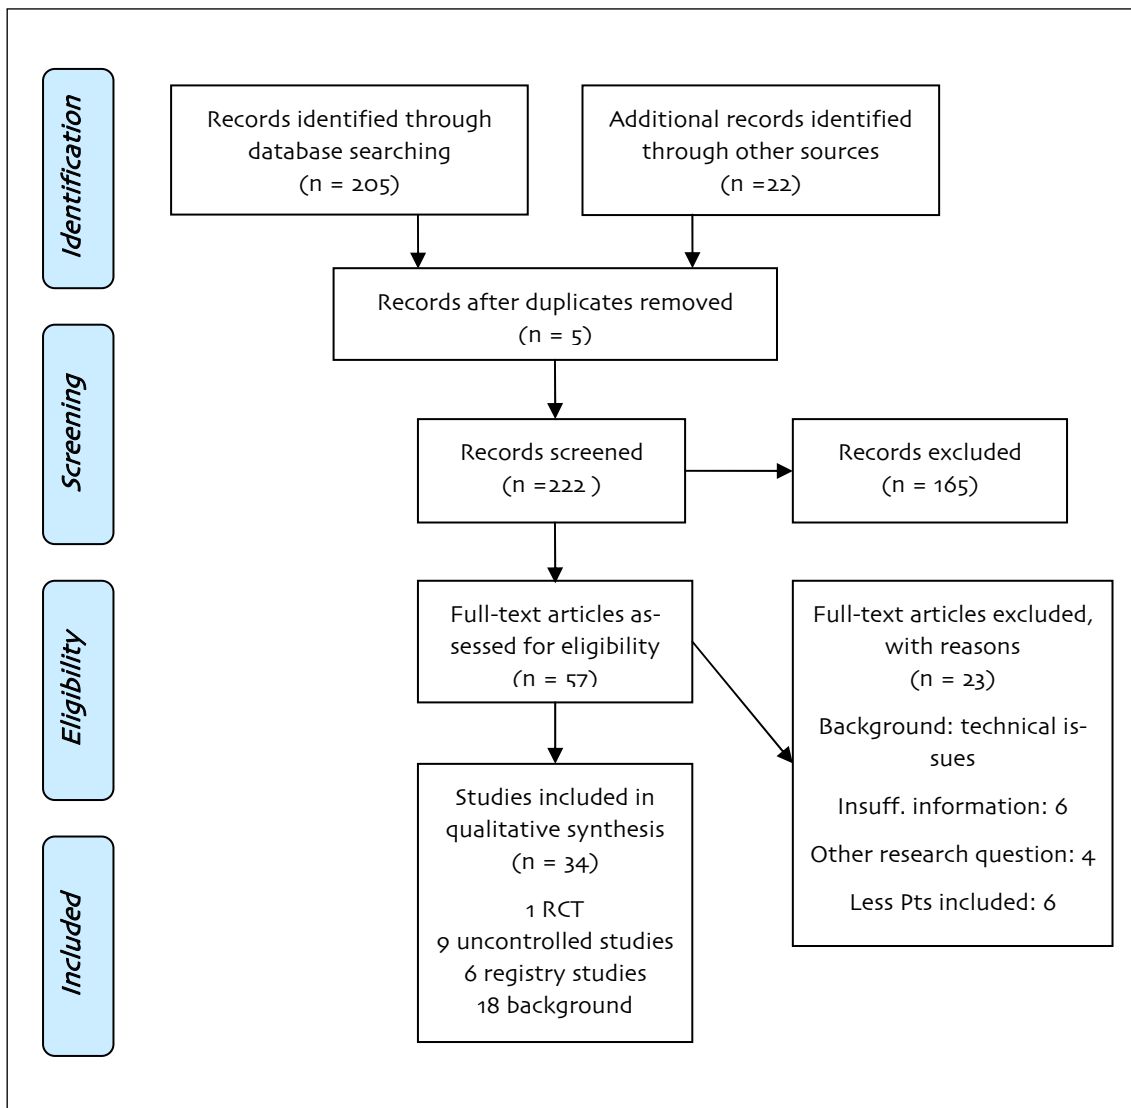 Identification
Records identified through
database searching
(n = 205)
Additional records identified
through other sources
(n =22)
Records after duplicates removed
(n = 5)
Screening
Records screened
(n =222 )
Records excluded
(n = 165)
Eligibility
Full-text articles as-
sessed for eligibility
(n = 57)
Full-text articles excluded,
with reasons
(n = 23)
Background: technical is-
sues
Insuff. information: 6
Other research question: 4
Less Pts included: 6
Included
Studies included in
qualitative synthesis
(n = 34)
1 RCT
9 uncontrolled studies
6 registry studies
18 background